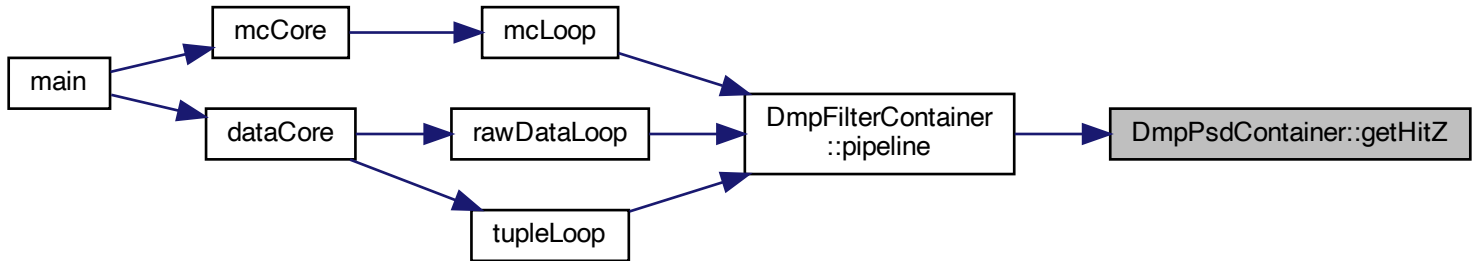 main
mcCore
mcLoop
dataCore
rawDataLoop
tupleLoop
DmpFilterContainer
::pipeline
DmpPsdContainer::getHitZ